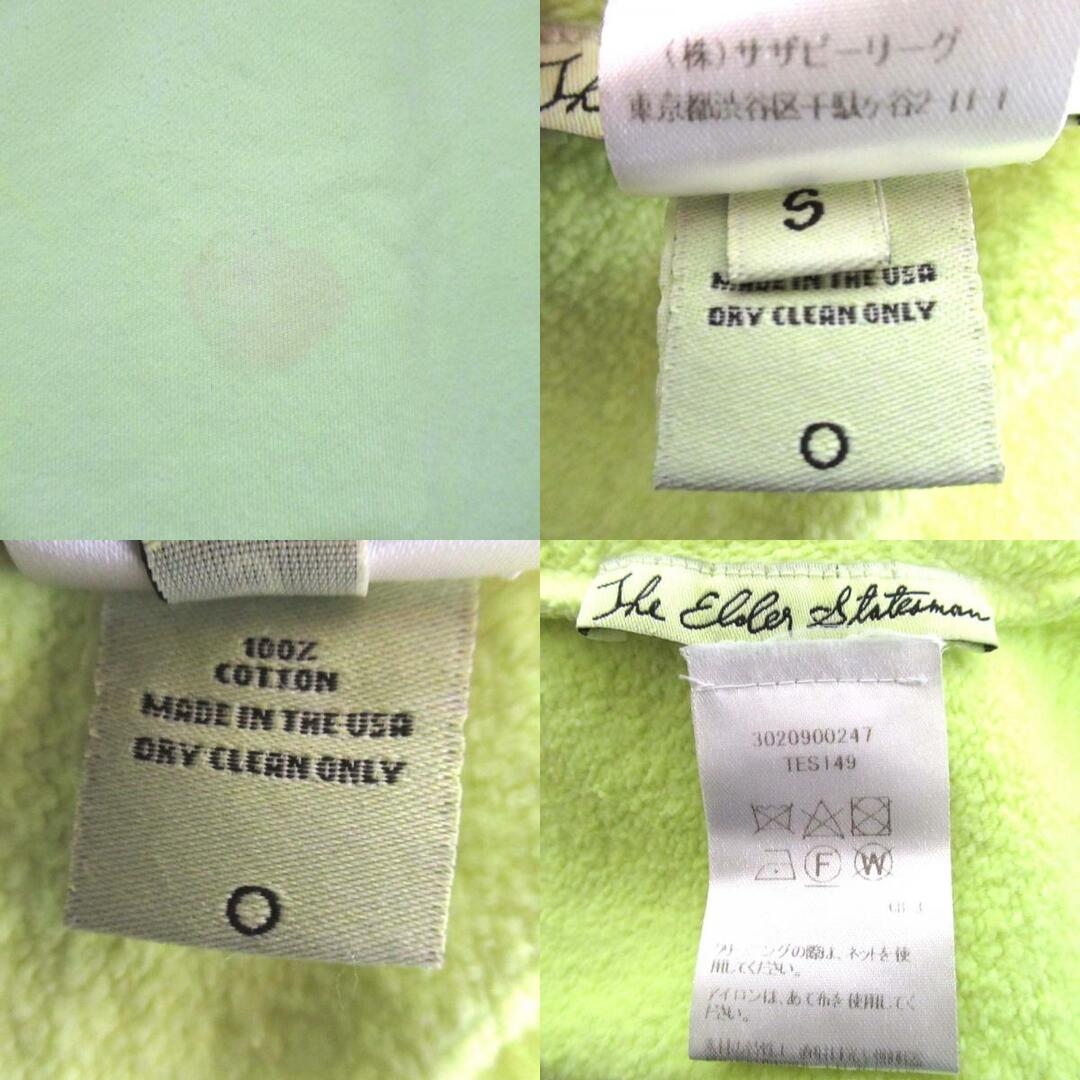 (株)サザビーリーグ
東京都渋谷区千駄ヶ谷2-11-1
The
S
MADE IN THE USA
DRY CLEAN ONLY
O
100%
COTTON
MADE IN THE USA
DRY CLEAN ONLY
O
The Elder Statesman
3020900247
TES149
F W
クリーニングの際は、ネットを使
用してください。
アイロンは、あて布を使用してく
ださい。